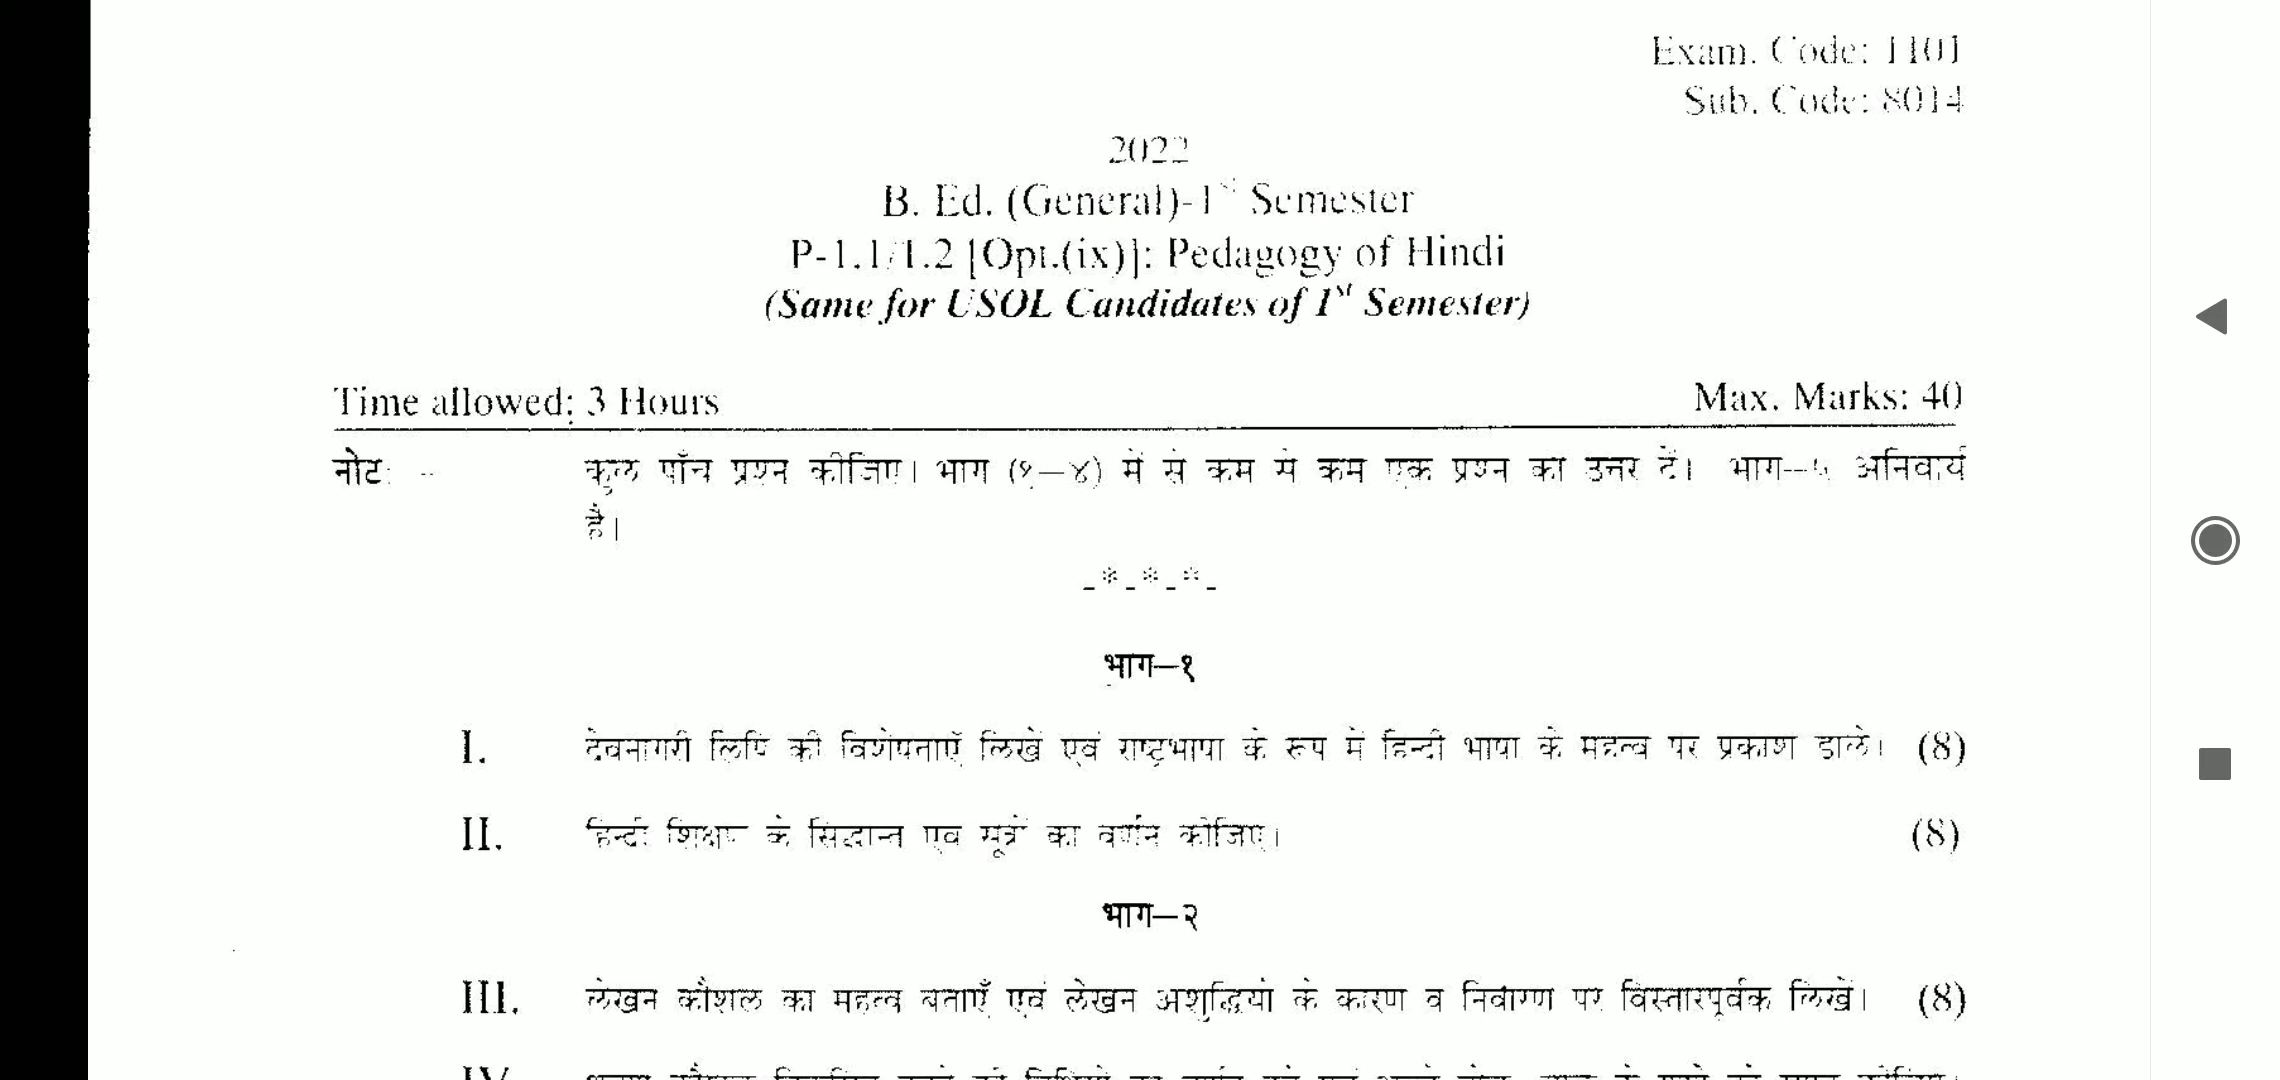 Exam. Code: 1101
Sub. Code: 8014
2022
B. Ed. (General)-1st Semester
P-1.1/1.2 [Opt.(ix)]: Pedagogy of Hindi
(Same for USOL Candidates of 1st Semester)
Time allowed: 3 Hours Max. Marks: 40
नोट: -- कुल पाँच प्रश्न कीजिए। भाग (१–४) में से कम से कम एक प्रश्न का उत्तर दें। भाग–५ अनिवार्य
है।
_*_*_*_
भाग–१
I. देवनागरी लिपि की विशेषताएँ लिखें एवं राष्ट्रभाषा के रूप में हिन्दी भाषा के महत्व पर प्रकाश डाले। (8)
II. हिन्दी शिक्षण के सिद्धान्त एवं सूत्रों का वर्णन कीजिए। (8)
भाग–२
III. लेखन कौशल का महत्व बताएँ एवं लेखन अशुद्धियों के कारण व निवारण पर विस्तारपूर्वक लिखें। (8)
IV.